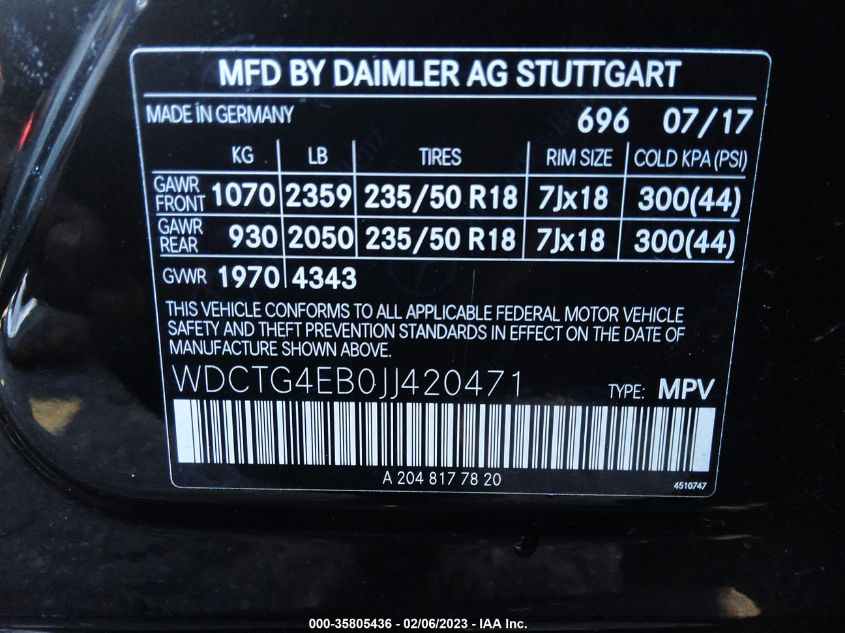 MFD BY DAIMLER AG STUTTGART
MADE IN GERMANY 696 07/17
KG LB TIRES RIM SIZE COLD KPA (PSI)
GAWR FRONT 1070 2359 235/50 R18 7Jx18 300(44)
GAWR REAR 930 2050 235/50 R18 7Jx18 300(44)
GVWR 1970 4343
THIS VEHICLE CONFORMS TO ALL APPLICABLE FEDERAL MOTOR VEHICLE
SAFETY AND THEFT PREVENTION STANDARDS IN EFFECT ON THE DATE OF
MANUFACTURE SHOWN ABOVE.
WDCTG4EB0JJ420471 TYPE: MPV
A 204 817 78 20
4510747
000-35805436 - 02/06/2023 - IAA Inc.